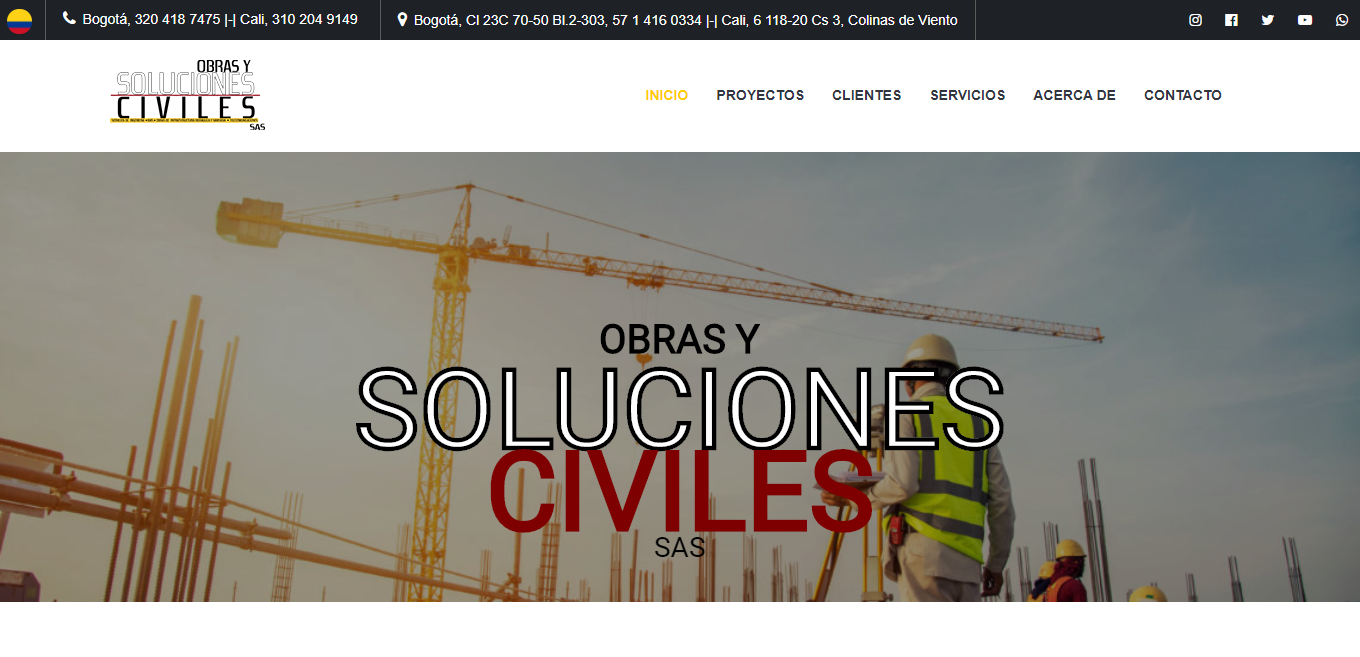 Bogotá, 320 418 7475 |-| Cali, 310 204 9149
Bogotá, Cl 23C 70-50 Bl.2-303, 57 1 416 0334 |-| Cali, 6 118-20 Cs 3, Colinas de Viento
OBRAS Y
SOLUCIONES
CIVILES
SAS
INICIO
PROYECTOS
CLIENTES
SERVICIOS
ACERCA DE
CONTACTO
OBRAS Y
SOLUCIONES
CIVILES
SAS